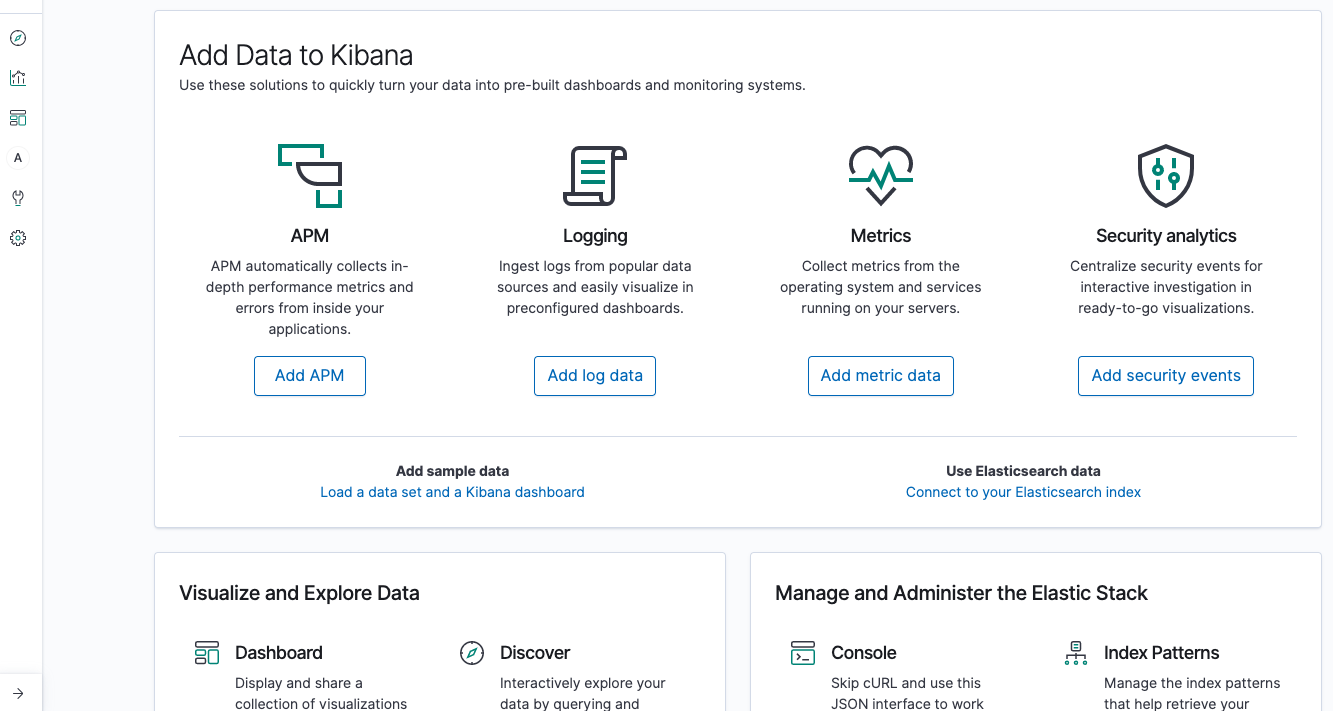 Add Data to Kibana
Use these solutions to quickly turn your data into pre-built dashboards and monitoring systems.
A
APM
APM automatically collects in-
depth performance metrics and
errors from inside your
applications.
Add APM
Logging
Ingest logs from popular data
sources and easily visualize in
preconfigured dashboards.
Add log data
Metrics
Collect metrics from the
operating system and services
running on your servers.
Add metric data
Security analytics
Centralize security events for
interactive investigation in
ready-to-go visualizations.
Add security events
Add sample data
Load a data set and a Kibana dashboard
Use Elasticsearch data
Connect to your Elasticsearch index
Visualize and Explore Data
Dashboard
Display and share a
collection of visualizations
Discover
Interactively explore your
data by querying and
Manage and Administer the Elastic Stack
Console
Skip cURL and use this
JSON interface to work
Index Patterns
Manage the index patterns
that help retrieve your